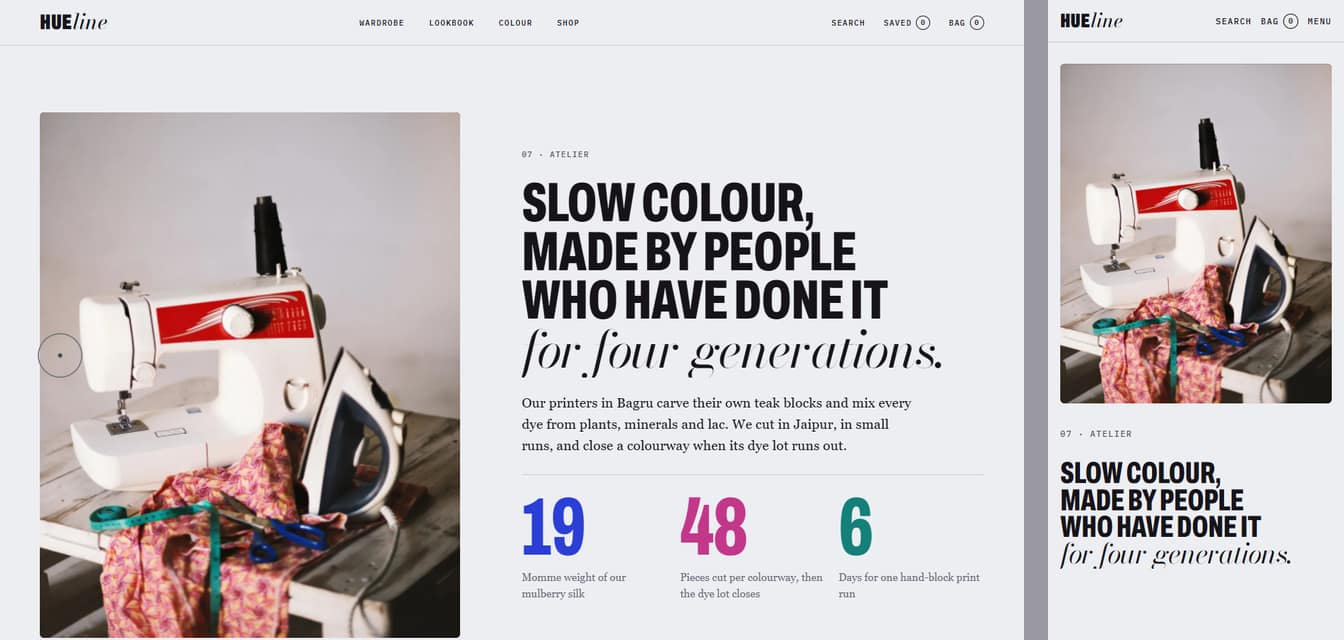 HUEline
WARDROBE LOOKBOOK COLOUR SHOP
SEARCH SAVED 0 BAG 0
07 · ATELIER
SLOW COLOUR,
MADE BY PEOPLE
WHO HAVE DONE IT
for four generations.
Our printers in Bagru carve their own teak blocks and mix every
dye from plants, minerals and lac. We cut in Jaipur, in small
runs, and close a colourway when its dye lot runs out.
19
Momme weight of our
mulberry silk
48
Pieces cut per colourway, then
the dye lot closes
6
Days for one hand-block print
run
HUEline
SEARCH BAG 0 MENU
07 · ATELIER
SLOW COLOUR,
MADE BY PEOPLE
WHO HAVE DONE IT
for four generations.